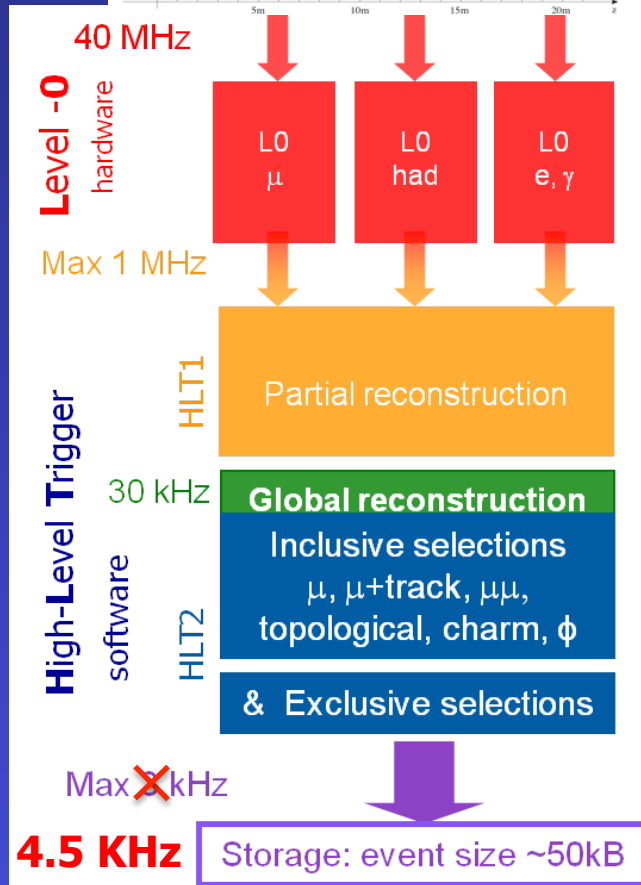 5m 10m 15m 20m z
40 MHz
Level -0
hardware
L0
μ
L0
had
L0
e, γ
Max 1 MHz
HLT1
Partial reconstruction
High-Level Trigger
software
30 kHz
Global reconstruction
HLT2
Inclusive selections
μ, μ+track, μμ,
topological, charm, ϕ
& Exclusive selections
Max kHz
4.5 KHz
Storage: event size ~50kB